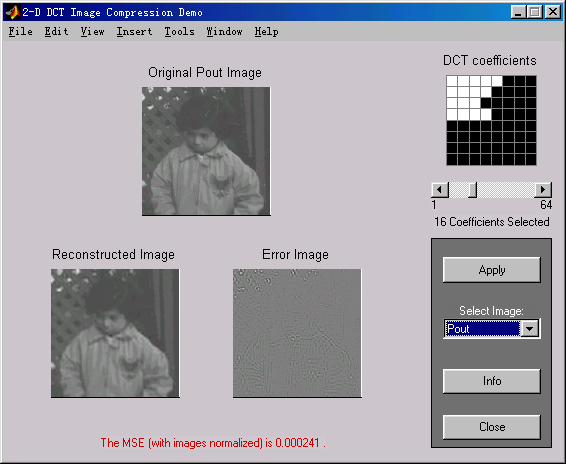 2-D DCT Image Compression Demo
File Edit View Insert Tools Window Help
Original Pout Image
DCT coefficients
1 64
16 Coefficients Selected
Reconstructed Image
Error Image
Apply
Select Image:
Pout
Info
Close
The MSE (with images normalized) is 0.000241 .